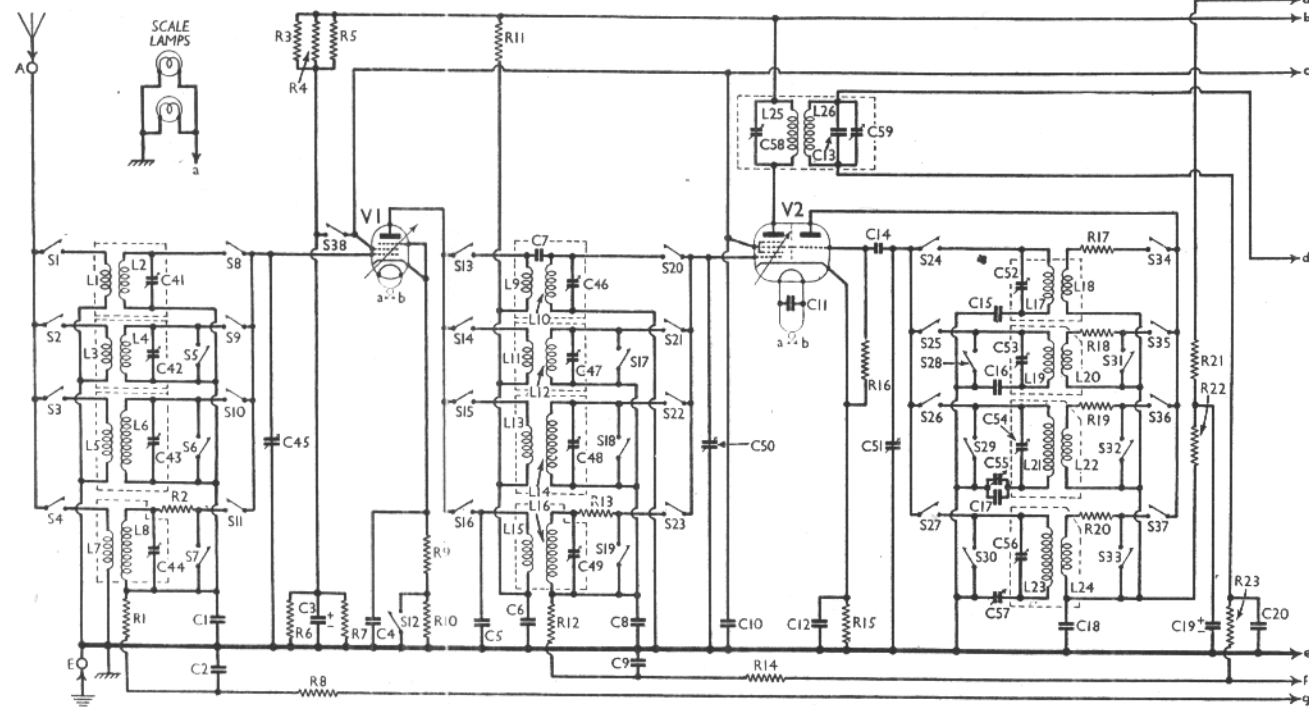 a
b
R3
R5
R4
R11
SCALE
LAMPS
A
c
L25
L26
C58
C13
C59
a
V1
V2
S38
S1
L1
L2
C41
S8
a b
S13
C7
L9
L10
C46
S20
C11
a b
C14
S24
C52
L17
L18
R17
S34
d
C15
S2
L3
L4
C42
S5
S9
S14
L11
L12
C47
S17
S21
R16
S25
S28
C53
C16
L19
L20
R18
S31
S35
R21
R22
S3
L5
L6
C43
S6
S10
C45
S15
L13
L14
C48
S18
S22
C50
C51
S26
S29
C54
C55
C17
L21
L22
R19
S32
S36
S4
L7
L8
R2
C44
S7
S11
S16
L16
L15
R13
C49
S19
S23
S27
S30
C56
C57
L23
L24
R20
S33
S37
R9
R1
C1
R6
C3
+
−
R7
C4
S12
R10
C5
C6
R12
C8
C10
C12
R15
C18
C19
+
−
R23
C20
E
C2
R8
C9
R14
e
f
g